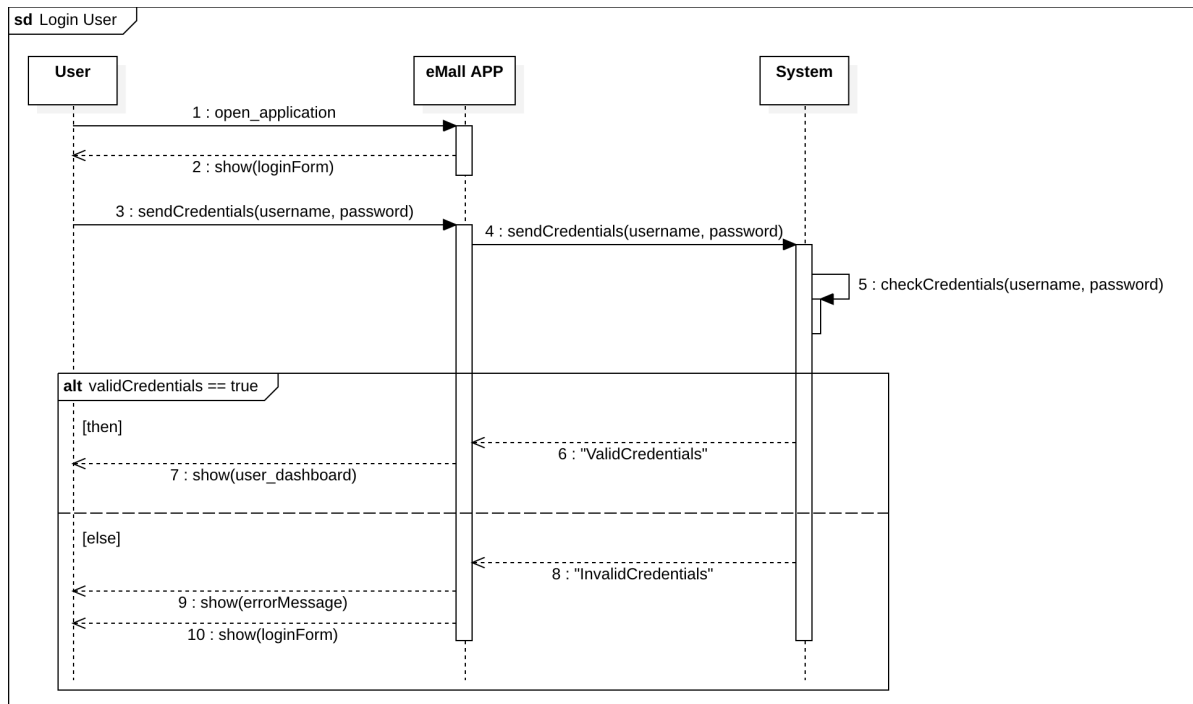 sd Login User
User
eMall APP
System
1 : open_application
2 : show(loginForm)
3 : sendCredentials(username, password)
4 : sendCredentials(username, password)
5 : checkCredentials(username, password)
alt validCredentials == true
[then]
6 : "ValidCredentials"
7 : show(user_dashboard)
[else]
8 : "InvalidCredentials"
9 : show(errorMessage)
10 : show(loginForm)